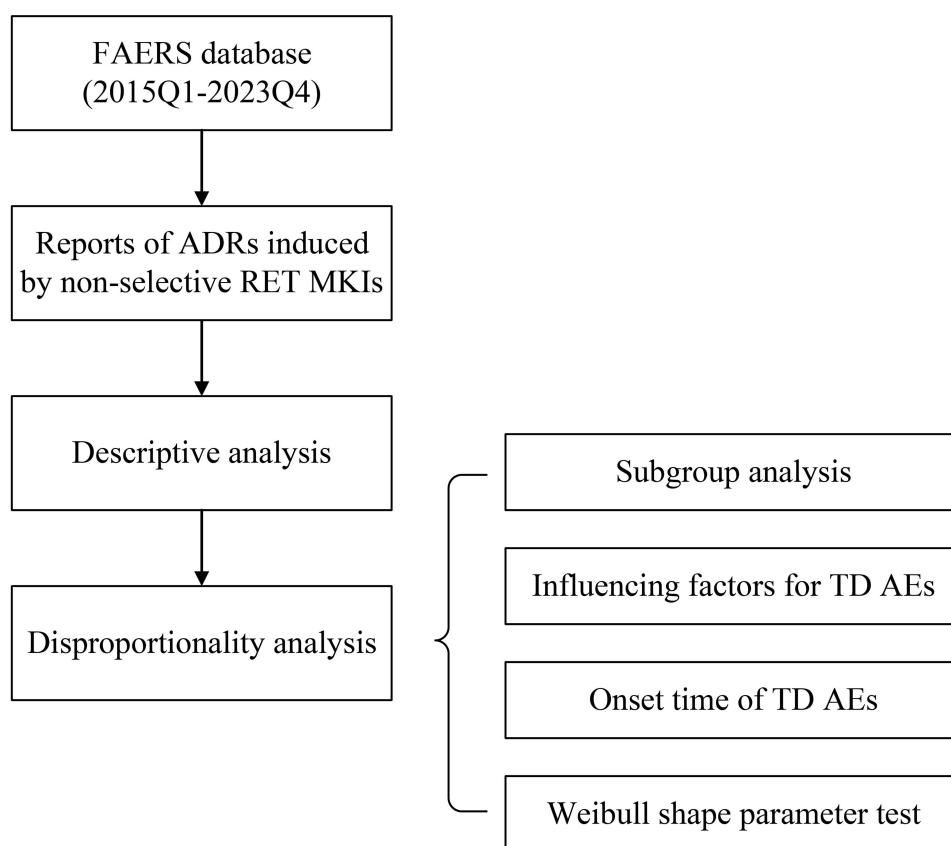 FAERS database
(2015Q1-2023Q4)
Reports of ADRs induced
by non-selective RET MKIs
Descriptive analysis
Disproportionality analysis
Subgroup analysis
Influencing factors for TD AEs
Onset time of TD AEs
Weibull shape parameter test